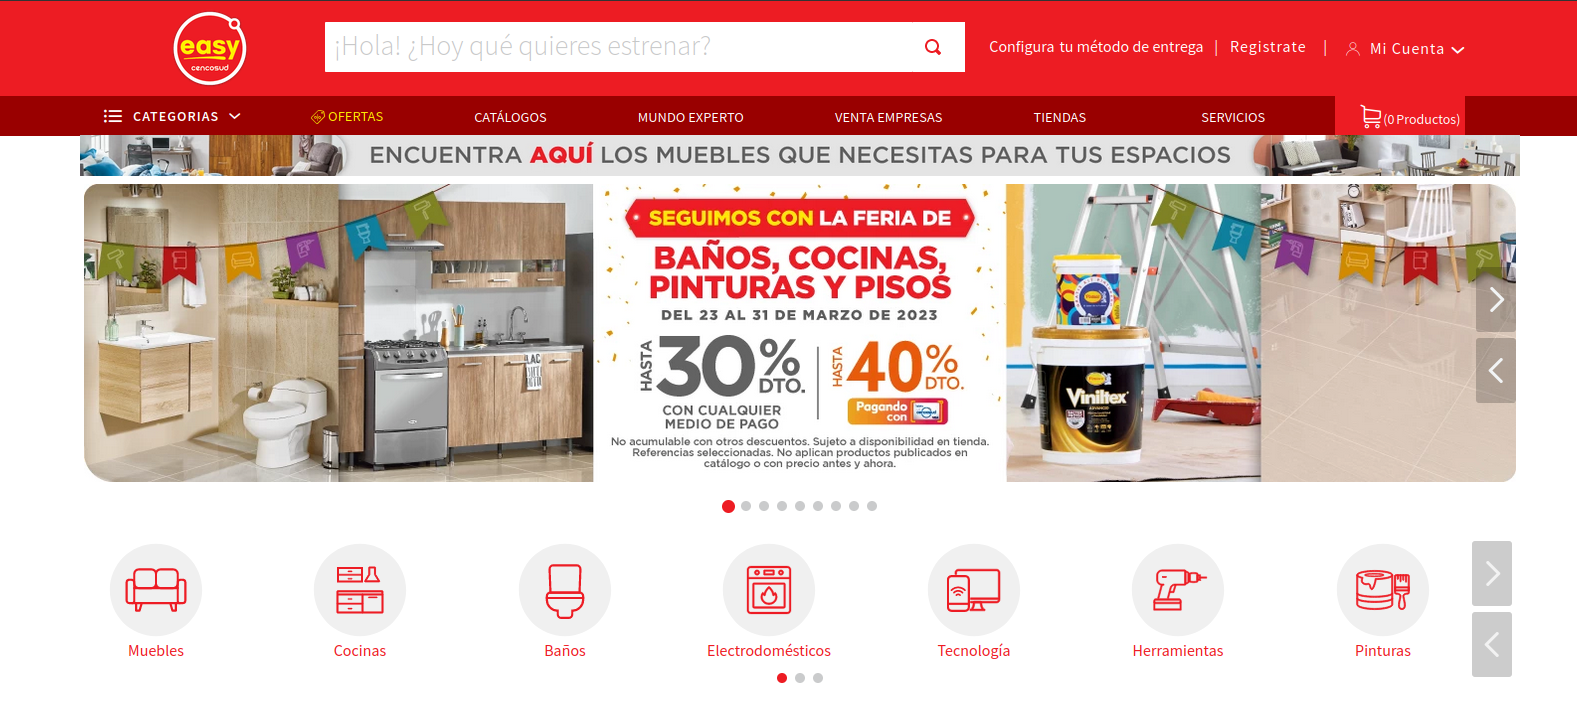 easy
cencosud
¡Hola! ¿Hoy qué quieres estrenar?
Configura tu método de entrega | Registrate | Mi Cuenta
CATEGORIAS
OFERTAS
CATÁLOGOS
MUNDO EXPERTO
VENTA EMPRESAS
TIENDAS
SERVICIOS
(0 Productos)
ENCUENTRA AQUÍ LOS MUEBLES QUE NECESITAS PARA TUS ESPACIOS
SEGUIMOS CON LA FERIA DE
BAÑOS, COCINAS,
PINTURAS Y PISOS
DEL 23 AL 31 DE MARZO DE 2023
HASTA 30% DTO.
CON CUALQUIER
MEDIO DE PAGO
HASTA 40% DTO.
Pagando
con
No acumulable con otros descuentos. Sujeto a disponibilidad en tienda.
Referencias seleccionadas. No aplican productos publicados en
catálogo o con precio antes y ahora.
Viniltex
Muebles
Cocinas
Baños
Electrodomésticos
Tecnología
Herramientas
Pinturas